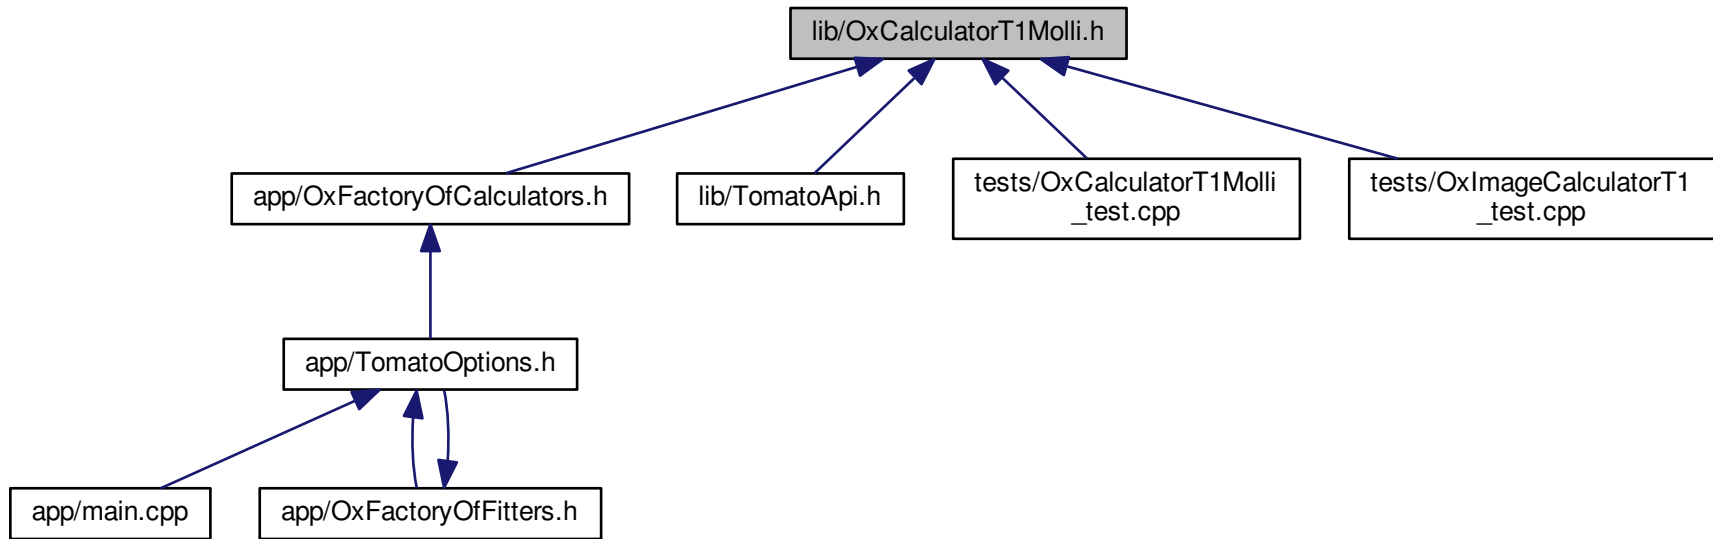 lib/OxCalculatorT1Molli.h
app/OxFactoryOfCalculators.h
lib/TomatoApi.h
tests/OxCalculatorT1Molli
_test.cpp
tests/OxImageCalculatorT1
_test.cpp
app/TomatoOptions.h
app/main.cpp
app/OxFactoryOfFitters.h